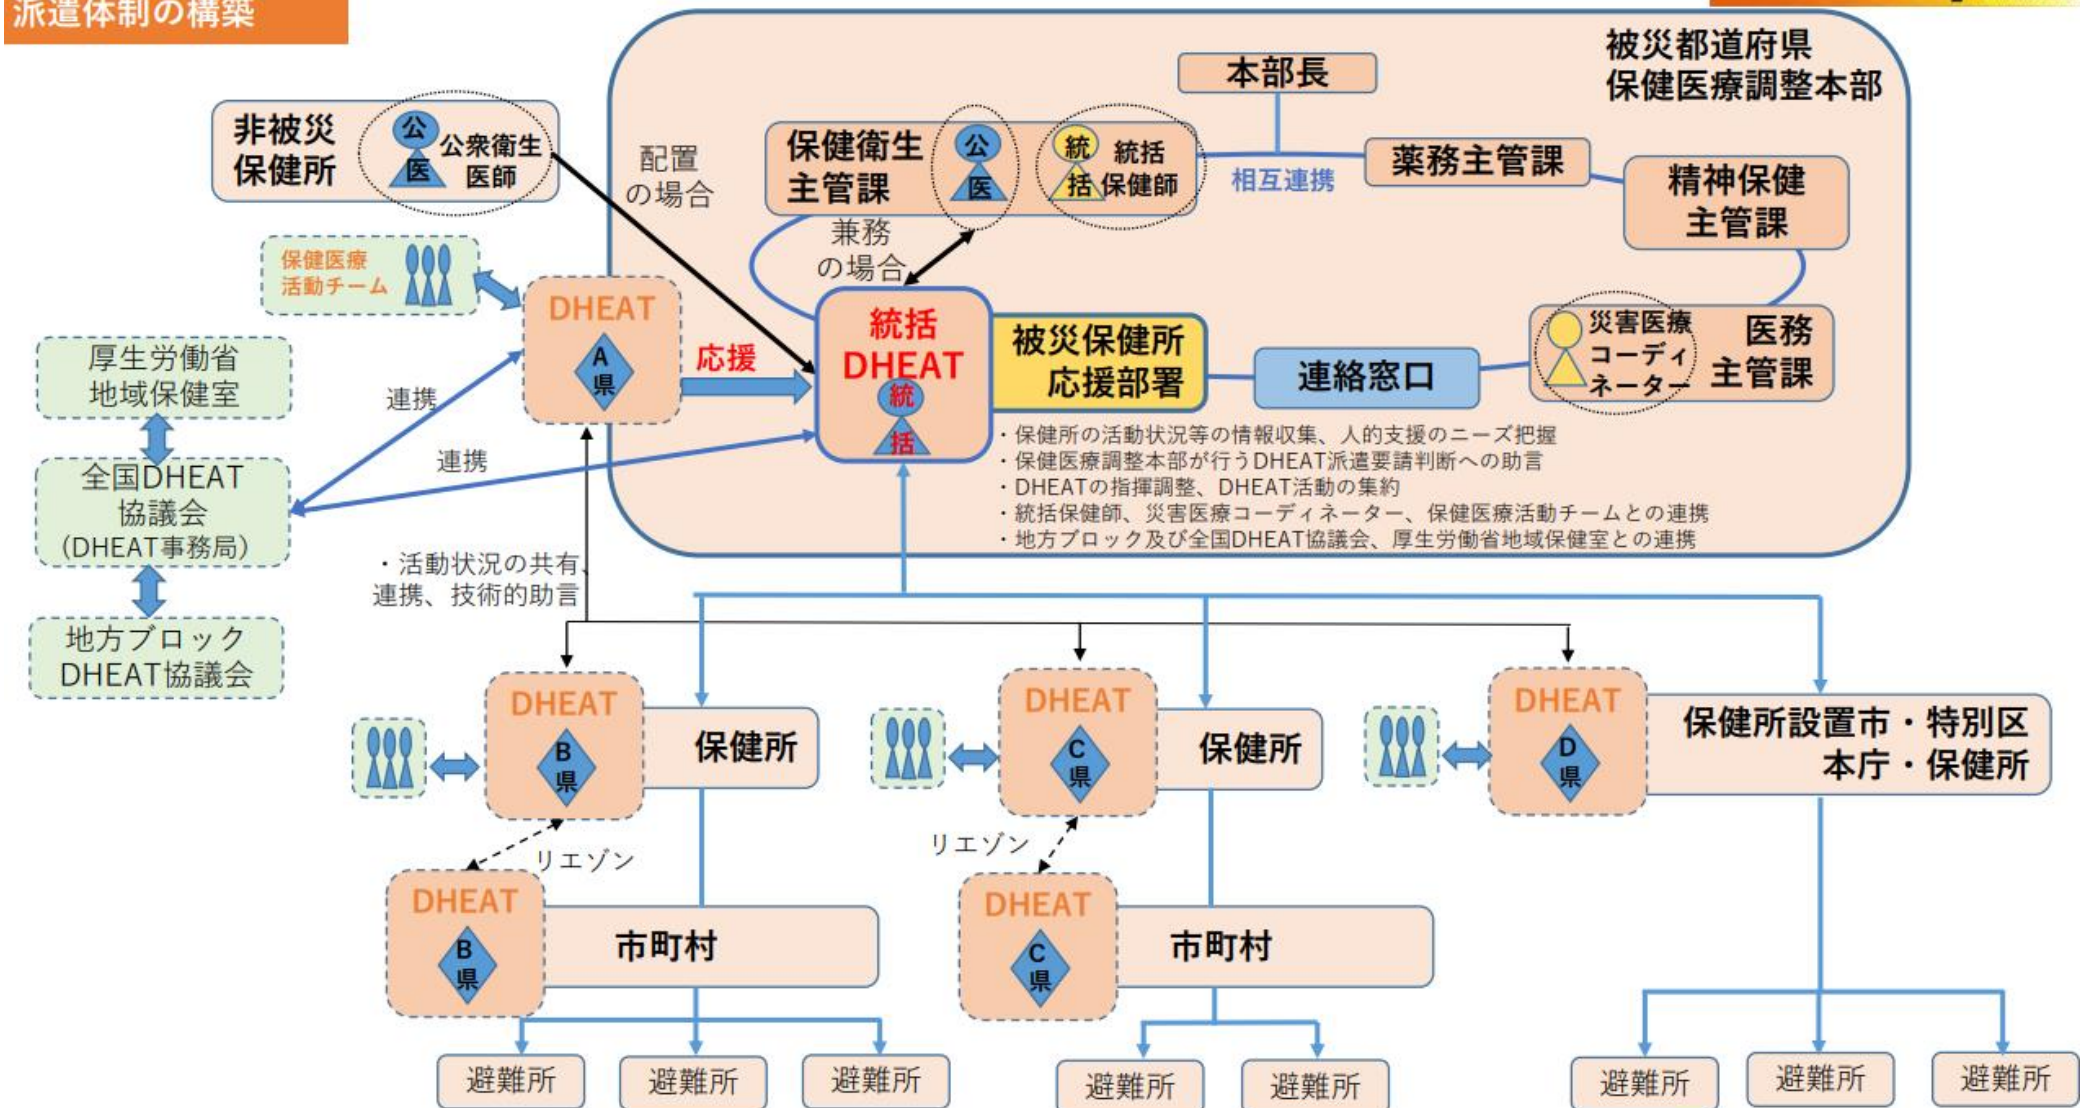 派遣体制の構築
被災都道府県
保健医療調整本部
本部長
非被災
保健所
公
医
公衆衛生
医師
配置
の場合
保健衛生
主管課
公
医
統
括
統括
保健師
相互連携
薬務主管課
精神保健
主管課
兼務
の場合
保健医療
活動チーム
DHEAT
A
県
応援
統括
DHEAT
統
括
被災保健所
応援部署
連絡窓口
災害医療
コーディ
ネーター
医務
主管課
厚生労働省
地域保健室
連携
連携
全国DHEAT
協議会
(DHEAT事務局)
地方ブロック
DHEAT協議会
・保健所の活動状況等の情報収集、人的支援のニーズ把握
・保健医療調整本部が行うDHEAT派遣要請判断への助言
・DHEATの指揮調整、DHEAT活動の集約
・統括保健師、災害医療コーディネーター、保健医療活動チームとの連携
・地方ブロック及び全国DHEAT協議会、厚生労働省地域保健室との連携
・活動状況の共有、
連携、技術的助言
DHEAT
B
県
保健所
DHEAT
C
県
保健所
DHEAT
D
県
保健所設置市・特別区
本庁・保健所
リエゾン
リエゾン
DHEAT
B
県
市町村
DHEAT
C
県
市町村
避難所
避難所
避難所
避難所
避難所
避難所
避難所
避難所